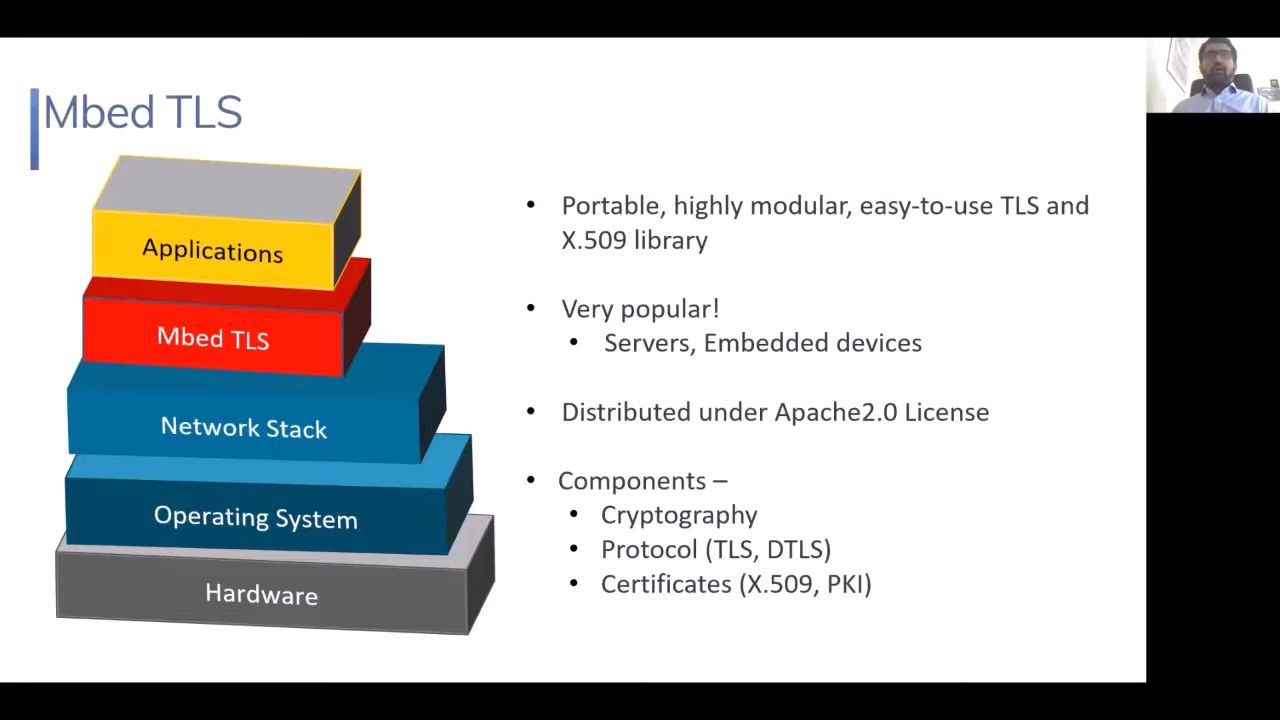 Mbed TLS
Applications
Mbed TLS
Network Stack
Operating System
Hardware
• Portable, highly modular, easy-to-use TLS and
X.509 library
• Very popular!
• Servers, Embedded devices
• Distributed under Apache2.0 License
• Components –
• Cryptography
• Protocol (TLS, DTLS)
• Certificates (X.509, PKI)